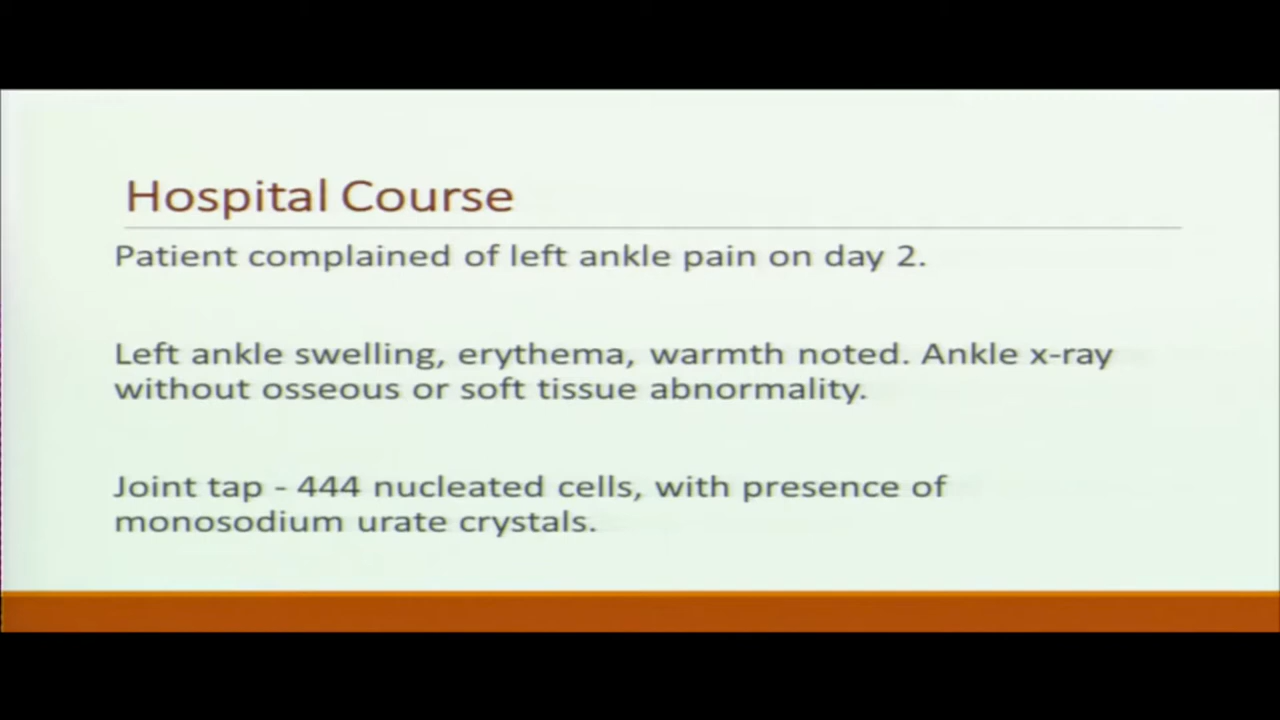 Hospital Course
Patient complained of left ankle pain on day 2.
Left ankle swelling, erythema, warmth noted. Ankle x-ray
without osseous or soft tissue abnormality.
Joint tap - 444 nucleated cells, with presence of
monosodium urate crystals.